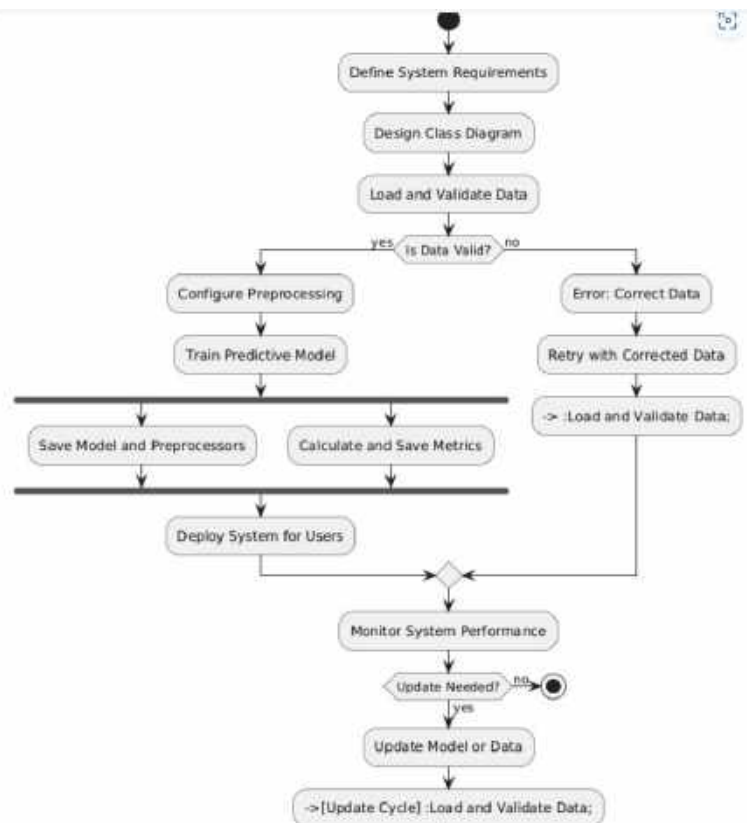 Define System Requirements
Design Class Diagram
Load and Validate Data
yes
Is Data Valid?
no
Configure Preprocessing
Error: Correct Data
Train Predictive Model
Retry with Corrected Data
-> :Load and Validate Data;
Save Model and Preprocessors
Calculate and Save Metrics
Deploy System for Users
Monitor System Performance
Update Needed?
no
yes
Update Model or Data
->[Update Cycle] :Load and Validate Data;